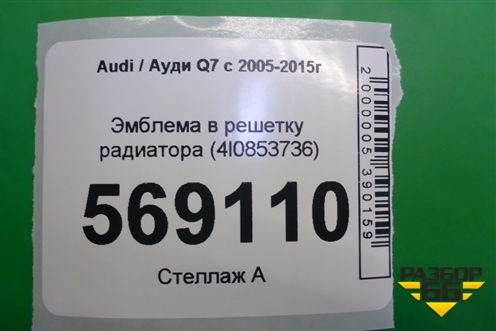 Audi / Ауди Q7 с 2005-2015г
Эмблема в решетку
радиатора (4l0853736)
569110
Стеллаж А
2000005390159
РАЗБОР
66